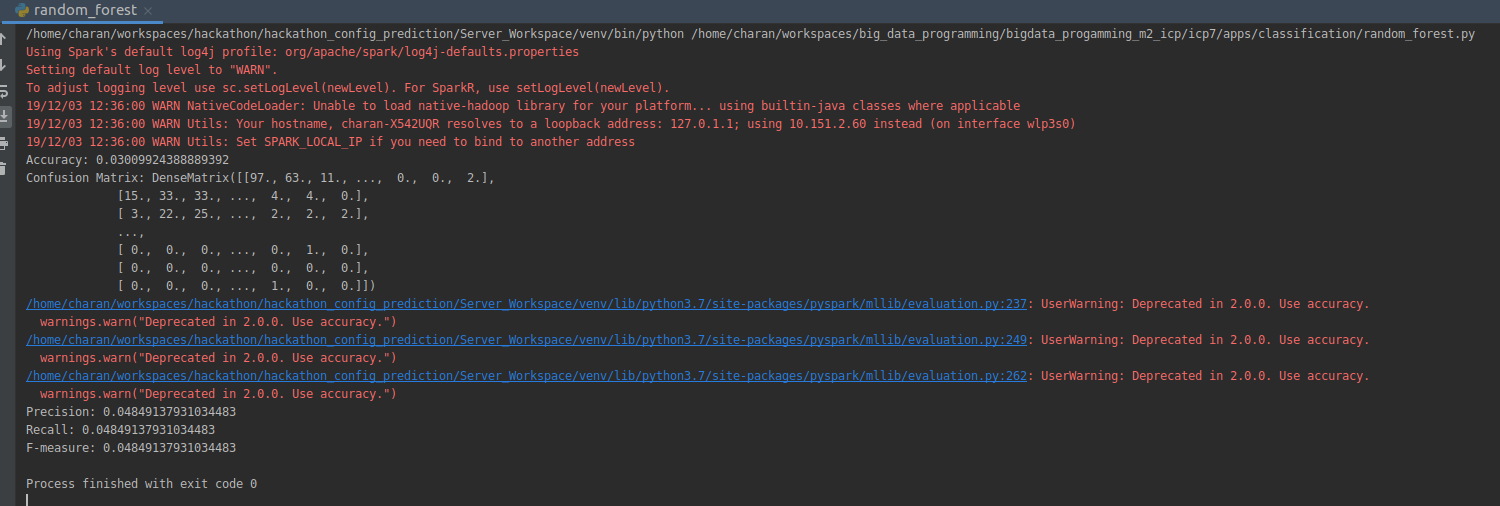 random_forest ×
/home/charan/workspaces/hackathon/hackathon_config_prediction/Server_Workspace/venv/bin/python /home/charan/workspaces/big_data_programming/bigdata_progamming_m2_icp/icp7/apps/classification/random_forest.py
Using Spark's default log4j profile: org/apache/spark/log4j-defaults.properties
Setting default log level to "WARN".
To adjust logging level use sc.setLogLevel(newLevel). For SparkR, use setLogLevel(newLevel).
19/12/03 12:36:00 WARN NativeCodeLoader: Unable to load native-hadoop library for your platform... using builtin-java classes where applicable
19/12/03 12:36:00 WARN Utils: Your hostname, charan-X542UQR resolves to a loopback address: 127.0.1.1; using 10.151.2.60 instead (on interface wlp3s0)
19/12/03 12:36:00 WARN Utils: Set SPARK_LOCAL_IP if you need to bind to another address
Accuracy: 0.03009924388889392
Confusion Matrix: DenseMatrix([[97., 63., 11., ...,  0.,  0.,  2.],
             [15., 33., 33., ...,  4.,  4.,  0.],
             [ 3., 22., 25., ...,  2.,  2.,  2.],
             ...,
             [ 0.,  0.,  0., ...,  0.,  1.,  0.],
             [ 0.,  0.,  0., ...,  0.,  0.,  0.],
             [ 0.,  0.,  0., ...,  1.,  0.,  0.]])
/home/charan/workspaces/hackathon/hackathon_config_prediction/Server_Workspace/venv/lib/python3.7/site-packages/pyspark/mllib/evaluation.py:237: UserWarning: Deprecated in 2.0.0. Use accuracy.
  warnings.warn("Deprecated in 2.0.0. Use accuracy.")
/home/charan/workspaces/hackathon/hackathon_config_prediction/Server_Workspace/venv/lib/python3.7/site-packages/pyspark/mllib/evaluation.py:249: UserWarning: Deprecated in 2.0.0. Use accuracy.
  warnings.warn("Deprecated in 2.0.0. Use accuracy.")
/home/charan/workspaces/hackathon/hackathon_config_prediction/Server_Workspace/venv/lib/python3.7/site-packages/pyspark/mllib/evaluation.py:262: UserWarning: Deprecated in 2.0.0. Use accuracy.
  warnings.warn("Deprecated in 2.0.0. Use accuracy.")
Precision: 0.04849137931034483
Recall: 0.04849137931034483
F-measure: 0.04849137931034483
Process finished with exit code 0